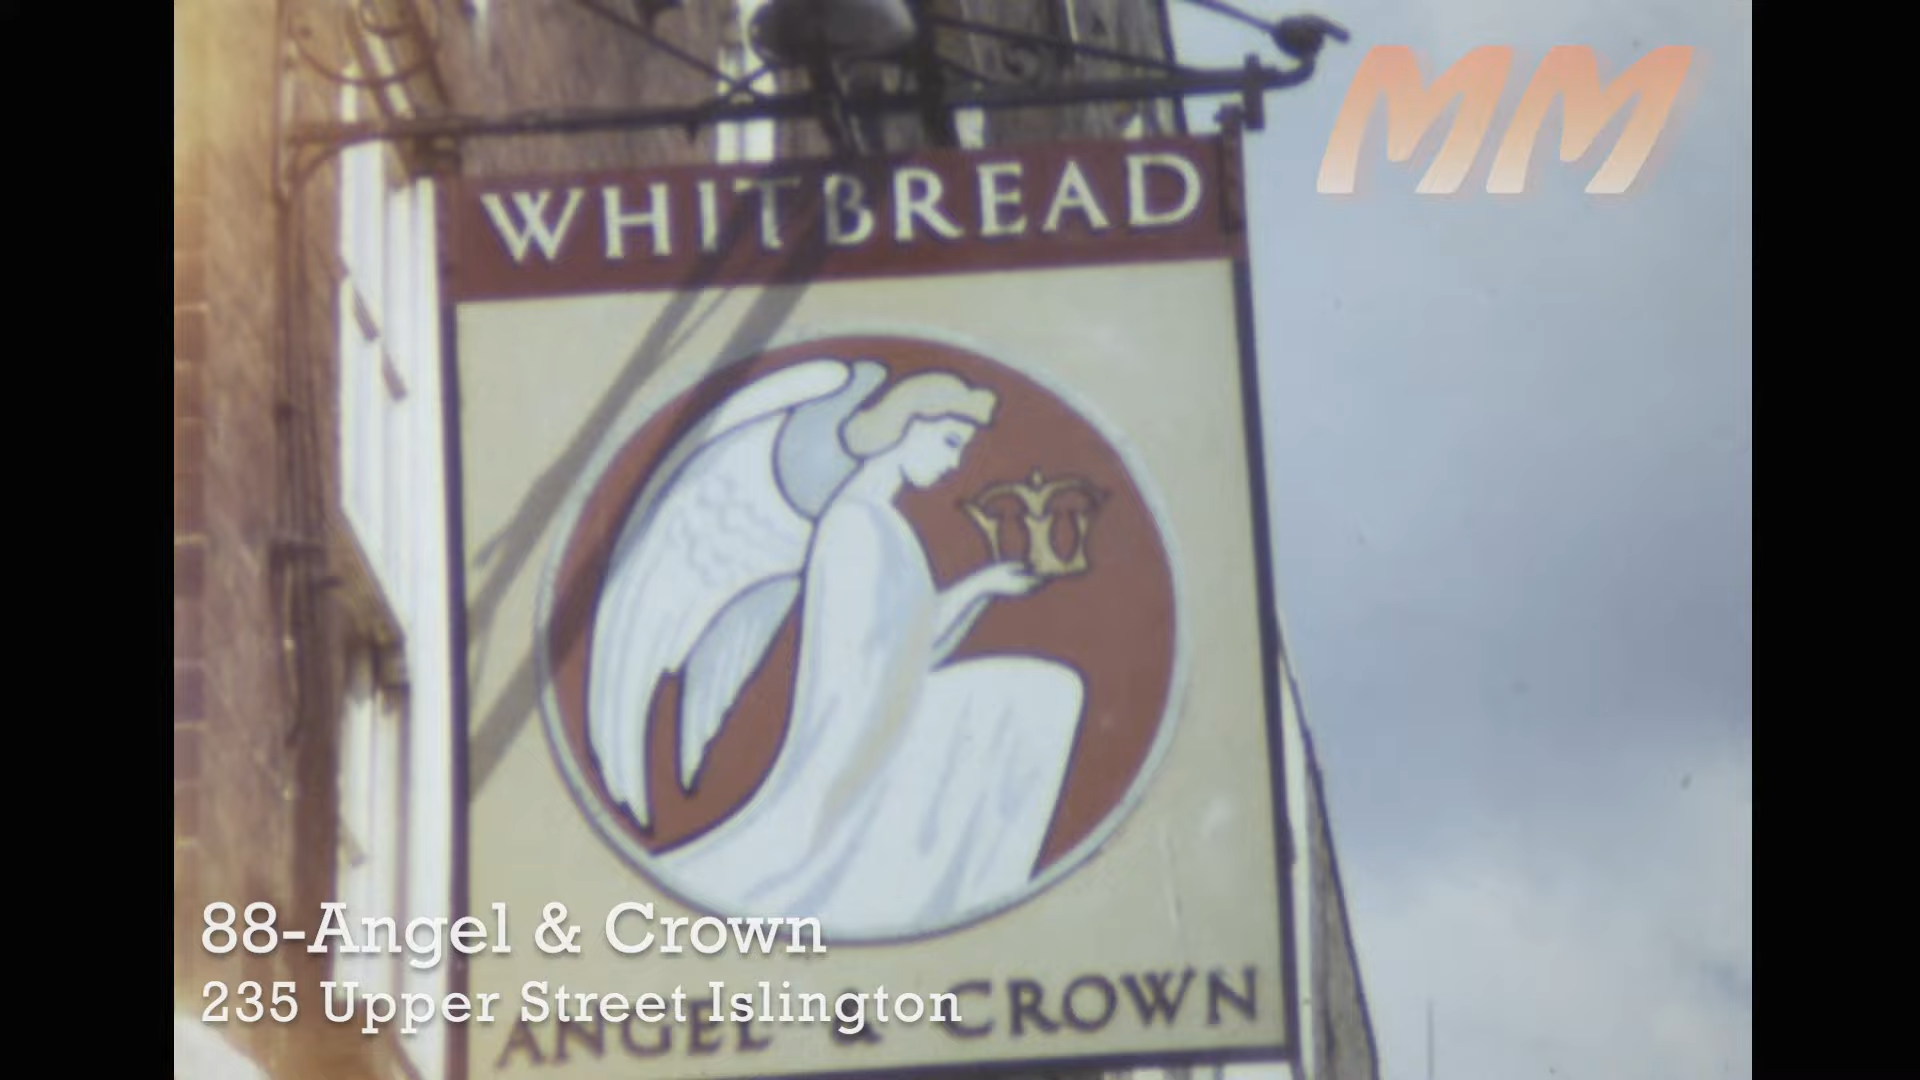 MM
WHITBREAD
88-Angel & Crown
235 Upper Street Islington
ANGEL & CROWN